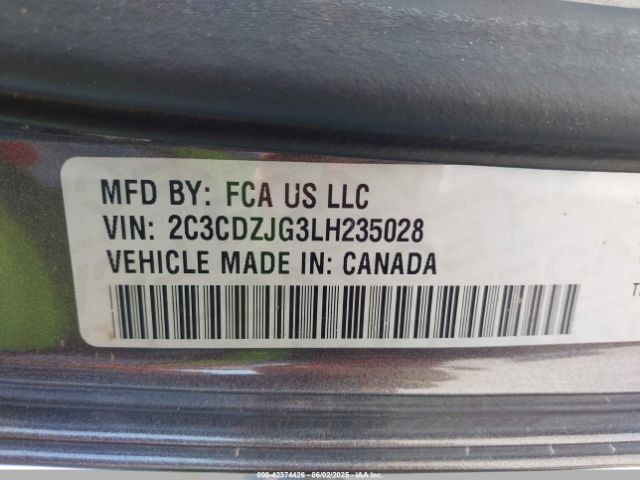 MFD BY: FCA US LLC
VIN: 2C3CDZJG3LH235028
VEHICLE MADE IN: CANADA
000-42374426 - 06/02/2025 - IAA Inc.